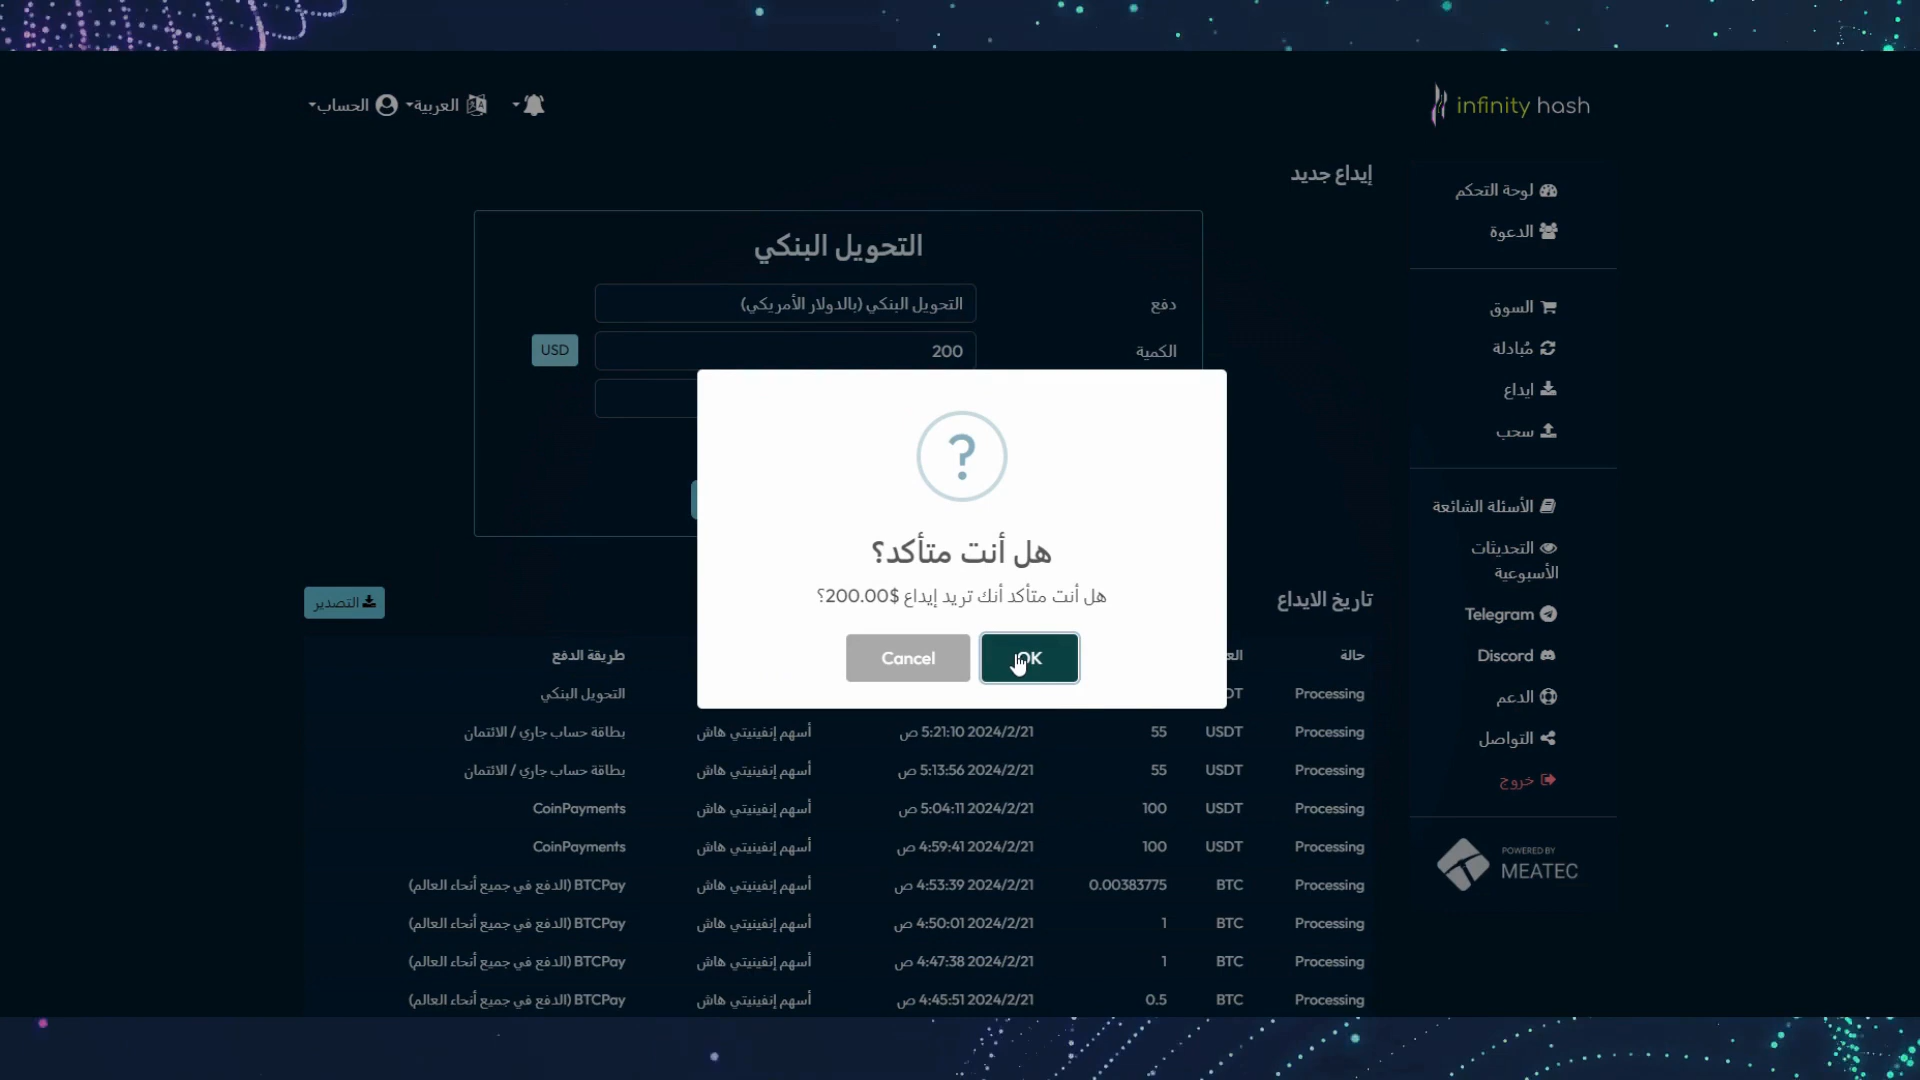 infinity hash
العربية
الحساب
إيداع جديد
لوحة التحكم
الدعوة
السوق
مُبادلة
ايداع
سحب
الأسئلة الشائعة
التحديثات
الأسبوعية
Telegram
Discord
الدعم
التواصل
خروج
POWERED BY
MEATEC
التحويل البنكي
دفع
التحويل البنكي (بالدولار الأمريكي)
الكمية
200
USD
هل أنت متأكد؟
هل أنت متأكد أنك تريد إيداع $200.00؟
OK
Cancel
تاريخ الايداع
التصدير
حالة طريقة الدفع
Processing التحويل البنكي
Processing USDT 55 2024/2/21 5:21:10 ص أسهم إنفينيتي هاش بطاقة حساب جاري / الائتمان
Processing USDT 55 2024/2/21 5:13:56 ص أسهم إنفينيتي هاش بطاقة حساب جاري / الائتمان
Processing USDT 100 2024/2/21 5:04:11 ص أسهم إنفينيتي هاش CoinPayments
Processing USDT 100 2024/2/21 4:59:41 ص أسهم إنفينيتي هاش CoinPayments
Processing BTC 0.00383775 2024/2/21 4:53:39 ص أسهم إنفينيتي هاش BTCPay (الدفع في جميع أنحاء العالم)
Processing BTC 1 2024/2/21 4:50:01 ص أسهم إنفينيتي هاش BTCPay (الدفع في جميع أنحاء العالم)
Processing BTC 1 2024/2/21 4:47:38 ص أسهم إنفينيتي هاش BTCPay (الدفع في جميع أنحاء العالم)
Processing BTC 0.5 2024/2/21 4:45:51 ص أسهم إنفينيتي هاش BTCPay (الدفع في جميع أنحاء العالم)